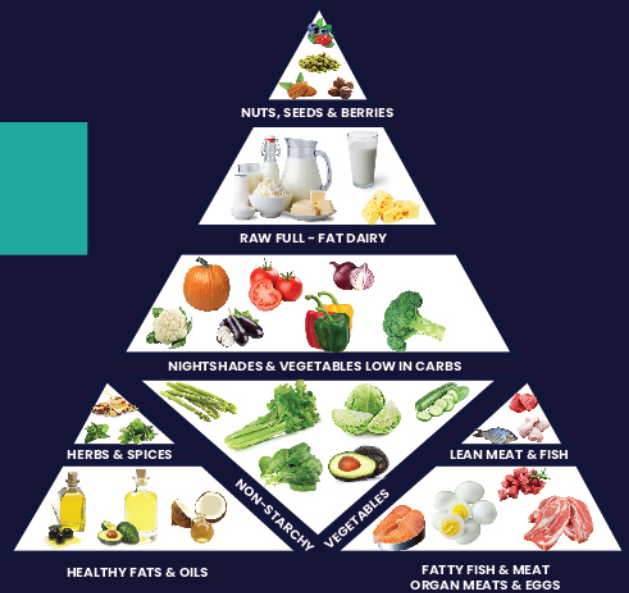 NUTS, SEEDS & BERRIES
RAW FULL - FAT DAIRY
NIGHTSHADES & VEGETABLES LOW IN CARBS
HERBS & SPICES
LEAN MEAT & FISH
NON-STARCHY VEGETABLES
HEALTHY FATS & OILS
FATTY FISH & MEAT
ORGAN MEATS & EGGS